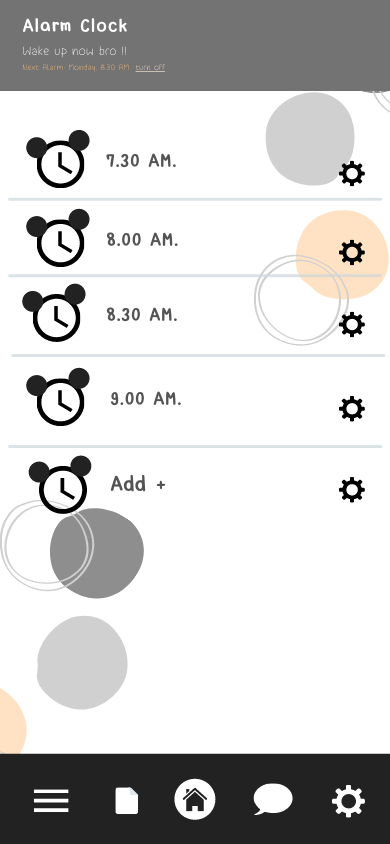 Alarm Clock
Wake up now bro !!
Next Alarm: Monday, 8.30 AM. turn off
7.30 AM.
8.00 AM.
8.30 AM.
9.00 AM.
Add +